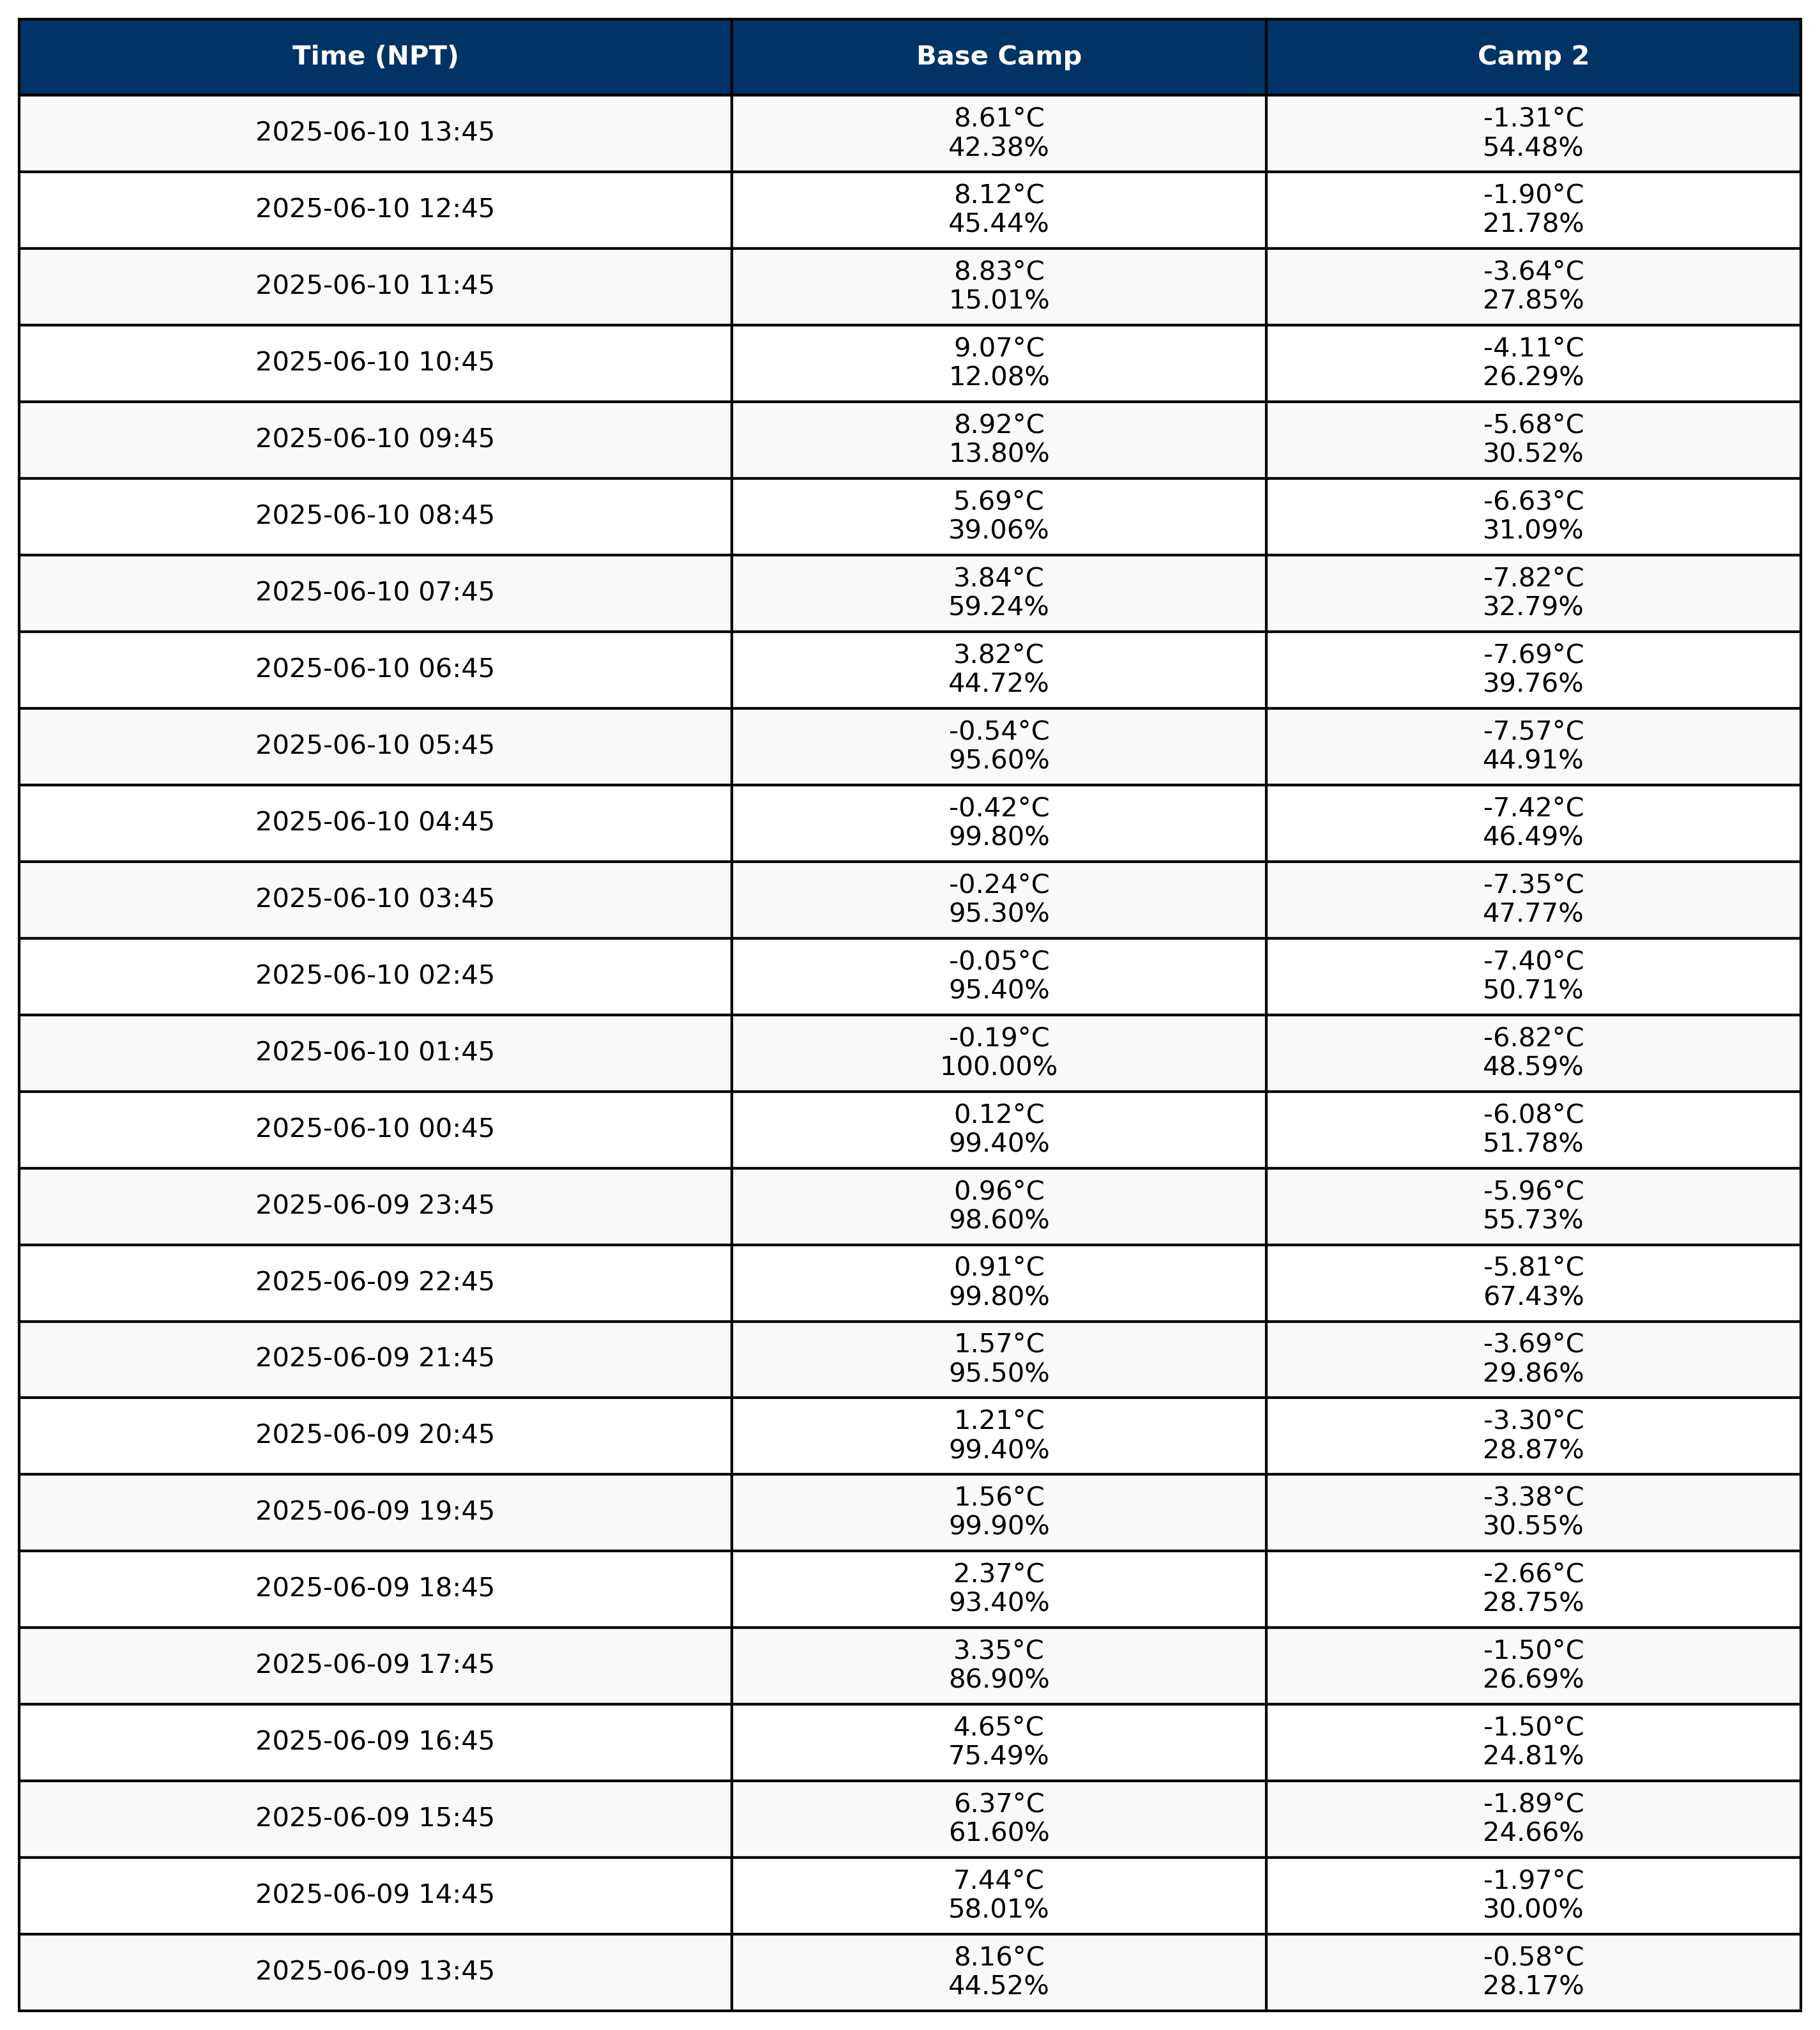 Time (NPT) Base Camp Camp 2
2025-06-10 13:45 8.61°C -1.31°C
42.38% 54.48%
2025-06-10 12:45 8.12°C -1.90°C
45.44% 21.78%
2025-06-10 11:45 8.83°C -3.64°C
15.01% 27.85%
2025-06-10 10:45 9.07°C -4.11°C
12.08% 26.29%
2025-06-10 09:45 8.92°C -5.68°C
13.80% 30.52%
2025-06-10 08:45 5.69°C -6.63°C
39.06% 31.09%
2025-06-10 07:45 3.84°C -7.82°C
59.24% 32.79%
2025-06-10 06:45 3.82°C -7.69°C
44.72% 39.76%
2025-06-10 05:45 -0.54°C -7.57°C
95.60% 44.91%
2025-06-10 04:45 -0.42°C -7.42°C
99.80% 46.49%
2025-06-10 03:45 -0.24°C -7.35°C
95.30% 47.77%
2025-06-10 02:45 -0.05°C -7.40°C
95.40% 50.71%
2025-06-10 01:45 -0.19°C -6.82°C
100.00% 48.59%
2025-06-10 00:45 0.12°C -6.08°C
99.40% 51.78%
2025-06-09 23:45 0.96°C -5.96°C
98.60% 55.73%
2025-06-09 22:45 0.91°C -5.81°C
99.80% 67.43%
2025-06-09 21:45 1.57°C -3.69°C
95.50% 29.86%
2025-06-09 20:45 1.21°C -3.30°C
99.40% 28.87%
2025-06-09 19:45 1.56°C -3.38°C
99.90% 30.55%
2025-06-09 18:45 2.37°C -2.66°C
93.40% 28.75%
2025-06-09 17:45 3.35°C -1.50°C
86.90% 26.69%
2025-06-09 16:45 4.65°C -1.50°C
75.49% 24.81%
2025-06-09 15:45 6.37°C -1.89°C
61.60% 24.66%
2025-06-09 14:45 7.44°C -1.97°C
58.01% 30.00%
2025-06-09 13:45 8.16°C -0.58°C
44.52% 28.17%